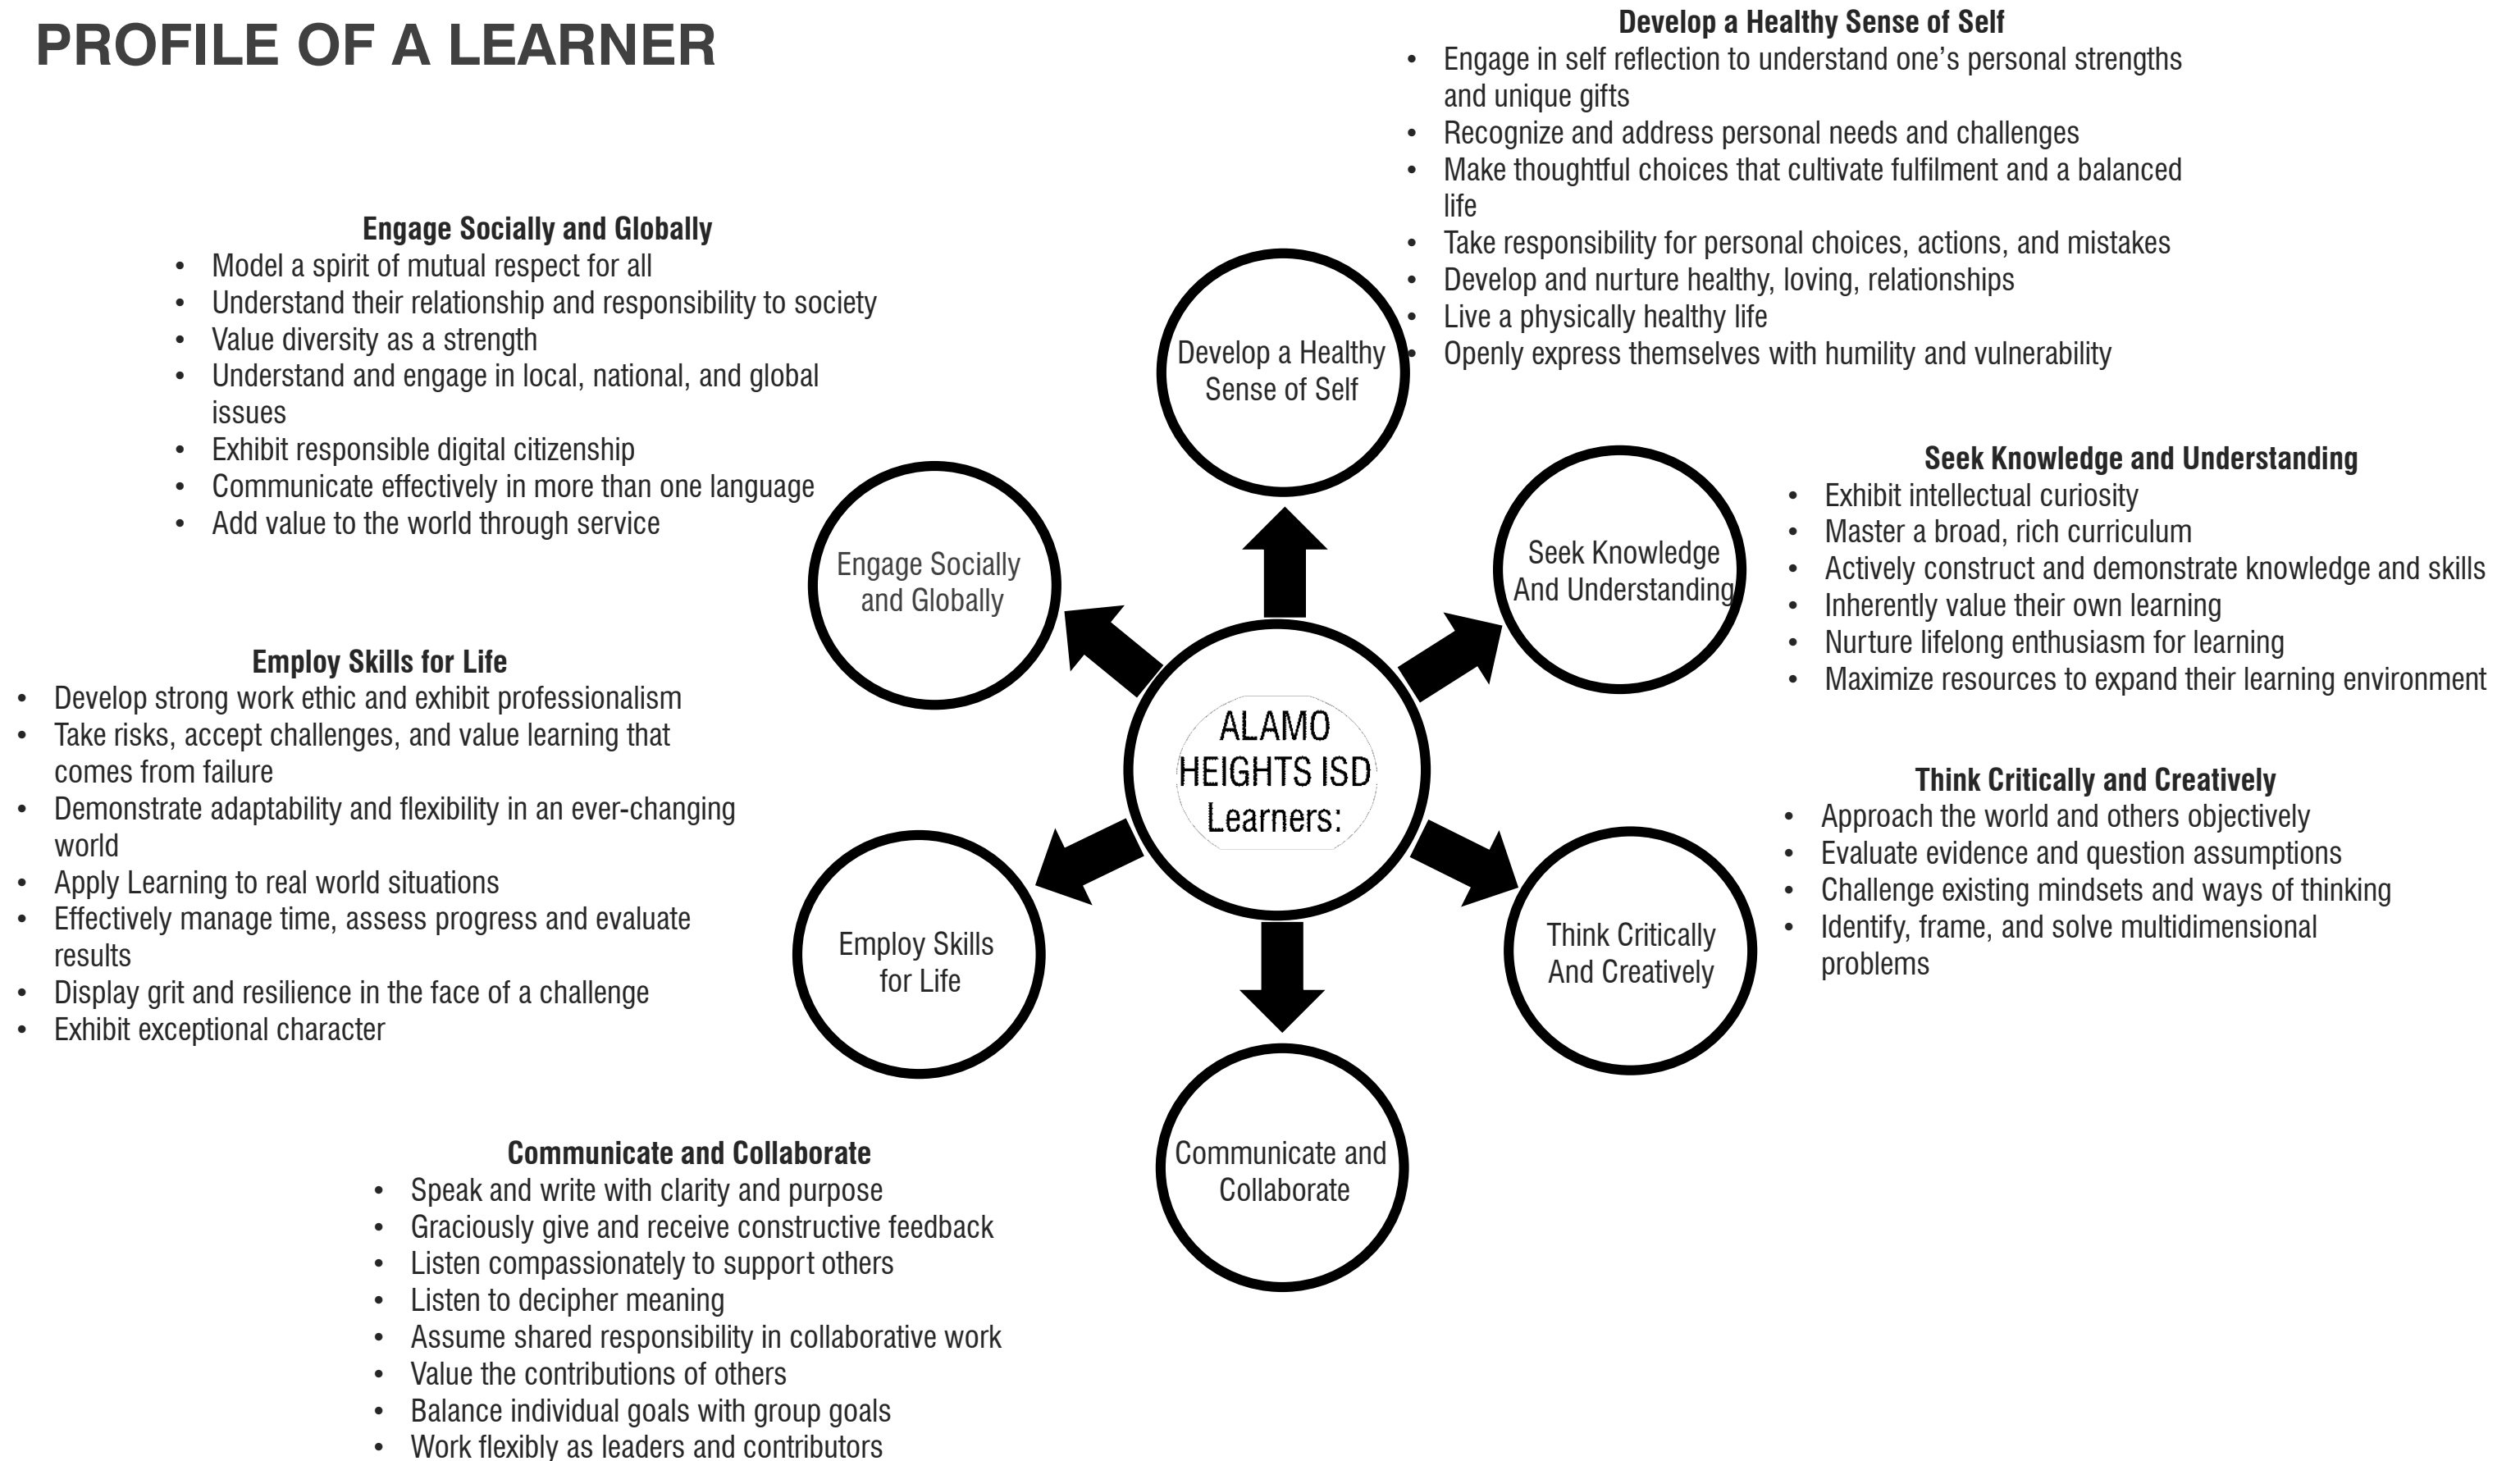 PROFILE OF A LEARNER
Develop a Healthy Sense of Self
• Engage in self reflection to understand one’s personal strengths
and unique gifts
• Recognize and address personal needs and challenges
• Make thoughtful choices that cultivate fulfilment and a balanced
life
• Take responsibility for personal choices, actions, and mistakes
• Develop and nurture healthy, loving, relationships
• Live a physically healthy life
• Openly express themselves with humility and vulnerability
Engage Socially and Globally
• Model a spirit of mutual respect for all
• Understand their relationship and responsibility to society
• Value diversity as a strength
• Understand and engage in local, national, and global
issues
• Exhibit responsible digital citizenship
• Communicate effectively in more than one language
• Add value to the world through service
Develop a Healthy
Sense of Self
Seek Knowledge and Understanding
• Exhibit intellectual curiosity
• Master a broad, rich curriculum
• Actively construct and demonstrate knowledge and skills
• Inherently value their own learning
• Nurture lifelong enthusiasm for learning
• Maximize resources to expand their learning environment
Engage Socially
and Globally
Seek Knowledge
And Understanding
Employ Skills for Life
• Develop strong work ethic and exhibit professionalism
• Take risks, accept challenges, and value learning that
comes from failure
• Demonstrate adaptability and flexibility in an ever-changing
world
• Apply Learning to real world situations
• Effectively manage time, assess progress and evaluate
results
• Display grit and resilience in the face of a challenge
• Exhibit exceptional character
ALAMO
HEIGHTS ISD
Learners:
Think Critically and Creatively
• Approach the world and others objectively
• Evaluate evidence and question assumptions
• Challenge existing mindsets and ways of thinking
• Identify, frame, and solve multidimensional
problems
Employ Skills
for Life
Think Critically
And Creatively
Communicate and Collaborate
• Speak and write with clarity and purpose
• Graciously give and receive constructive feedback
• Listen compassionately to support others
• Listen to decipher meaning
• Assume shared responsibility in collaborative work
• Value the contributions of others
• Balance individual goals with group goals
• Work flexibly as leaders and contributors
Communicate and
Collaborate